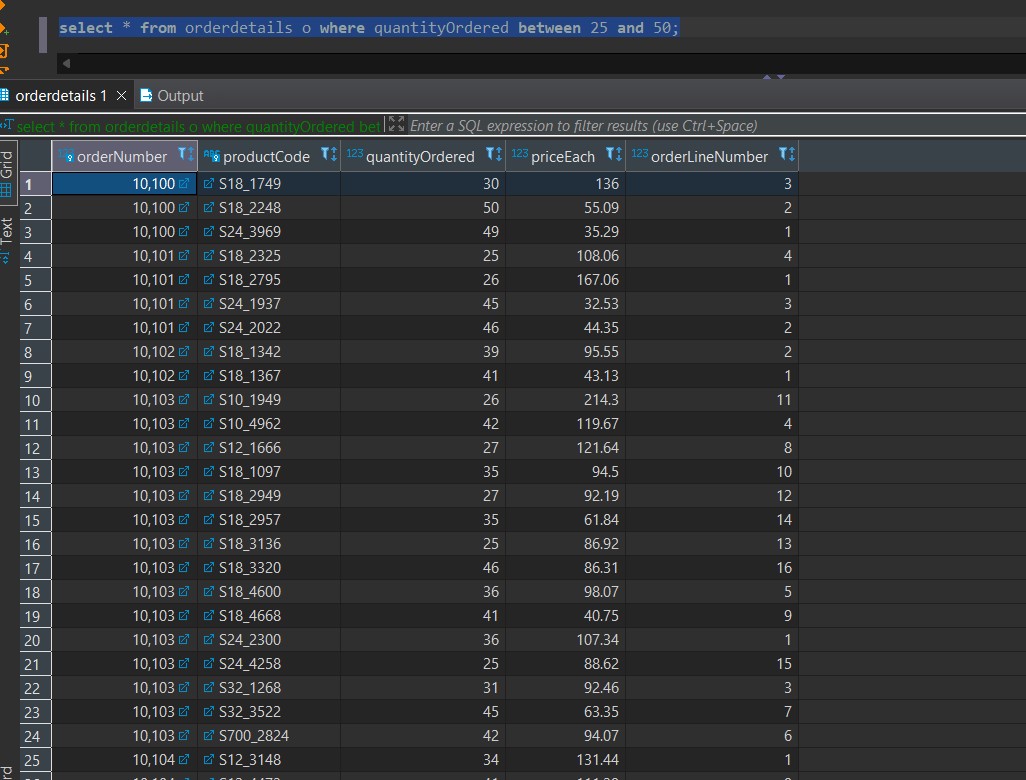 select * from orderdetails o where quantityOrdered between 25 and 50;
orderdetails 1 Output
select * from orderdetails o where quantityOrdered bet Enter a SQL expression to filter results (use Ctrl+Space)
Grid
Text
123 orderNumber ABC productCode 123 quantityOrdered 123 priceEach 123 orderLineNumber
1 10,100 S18_1749 30 136 3
2 10,100 S18_2248 50 55.09 2
3 10,100 S24_3969 49 35.29 1
4 10,101 S18_2325 25 108.06 4
5 10,101 S18_2795 26 167.06 1
6 10,101 S24_1937 45 32.53 3
7 10,101 S24_2022 46 44.35 2
8 10,102 S18_1342 39 95.55 2
9 10,102 S18_1367 41 43.13 1
10 10,103 S10_1949 26 214.3 11
11 10,103 S10_4962 42 119.67 4
12 10,103 S12_1666 27 121.64 8
13 10,103 S18_1097 35 94.5 10
14 10,103 S18_2949 27 92.19 12
15 10,103 S18_2957 35 61.84 14
16 10,103 S18_3136 25 86.92 13
17 10,103 S18_3320 46 86.31 16
18 10,103 S18_4600 36 98.07 5
19 10,103 S18_4668 41 40.75 9
20 10,103 S24_2300 36 107.34 1
21 10,103 S24_4258 25 88.62 15
22 10,103 S32_1268 31 92.46 3
23 10,103 S32_3522 45 63.35 7
24 10,103 S700_2824 42 94.07 6
25 10,104 S12_3148 34 131.44 1